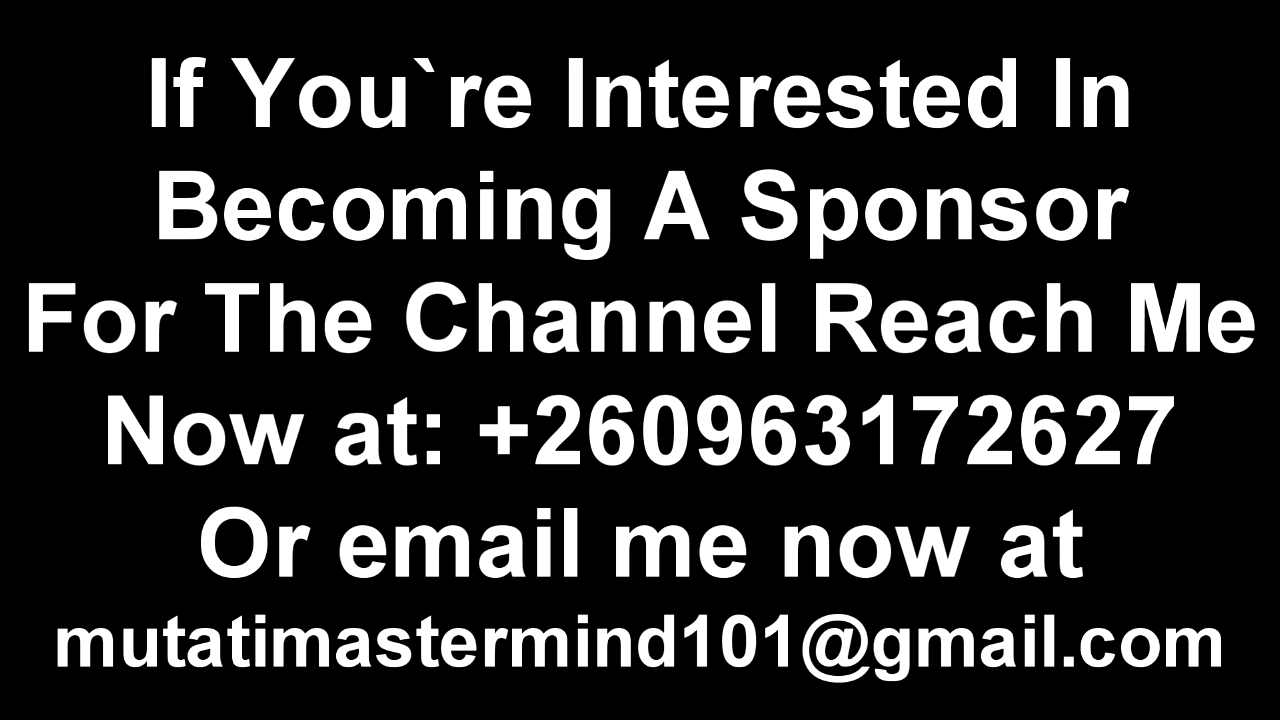 If You`re Interested In
Becoming A Sponsor
For The Channel Reach Me
Now at: +260963172627
Or email me now at
mutatimastermind101@gmail.com